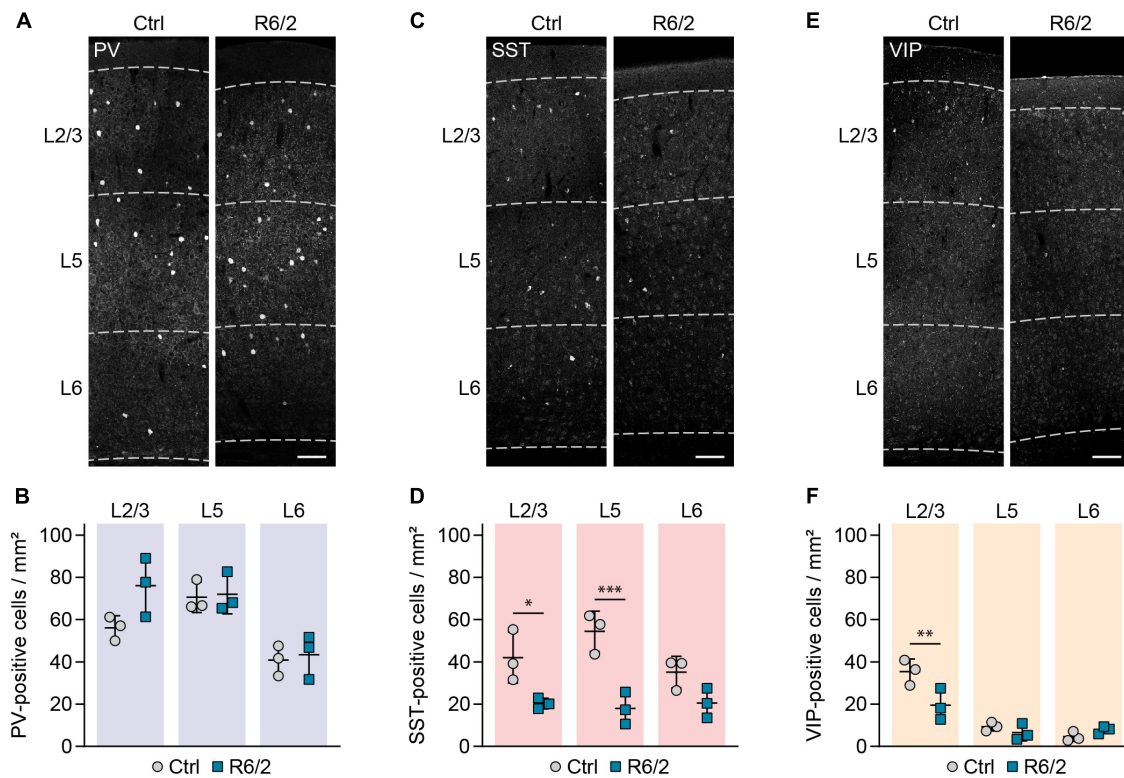 A
Ctrl
R6/2
PV
L2/3
L5
L6
C
Ctrl
R6/2
SST
L2/3
L5
L6
E
Ctrl
R6/2
VIP
L2/3
L5
L6
B
L2/3
L5
L6
PV-positive cells / mm²
100
80
60
40
20
0
Ctrl
R6/2
D
L2/3
L5
L6
SST-positive cells / mm²
100
80
60
40
20
0
*
***
Ctrl
R6/2
F
L2/3
L5
L6
VIP-positive cells / mm²
100
80
60
40
20
0
**
Ctrl
R6/2